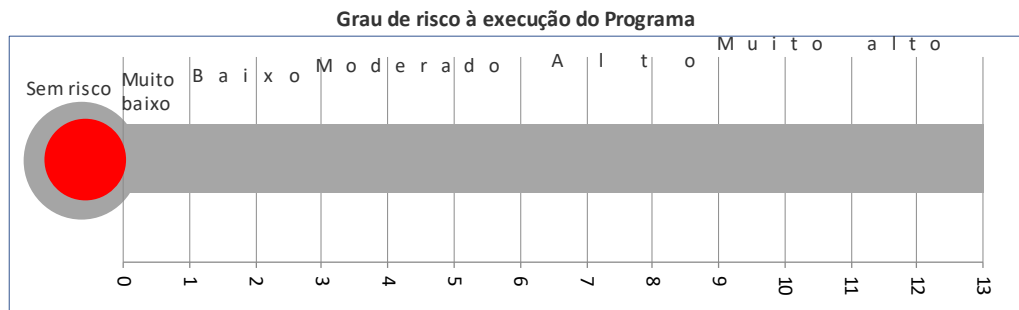 Grau de risco à execução do Programa
Sem risco
Muito
baixo
Baixo
Moderado
Alto
Muito alto
0 1 2 3 4 5 6 7 8 9 10 11 12 13